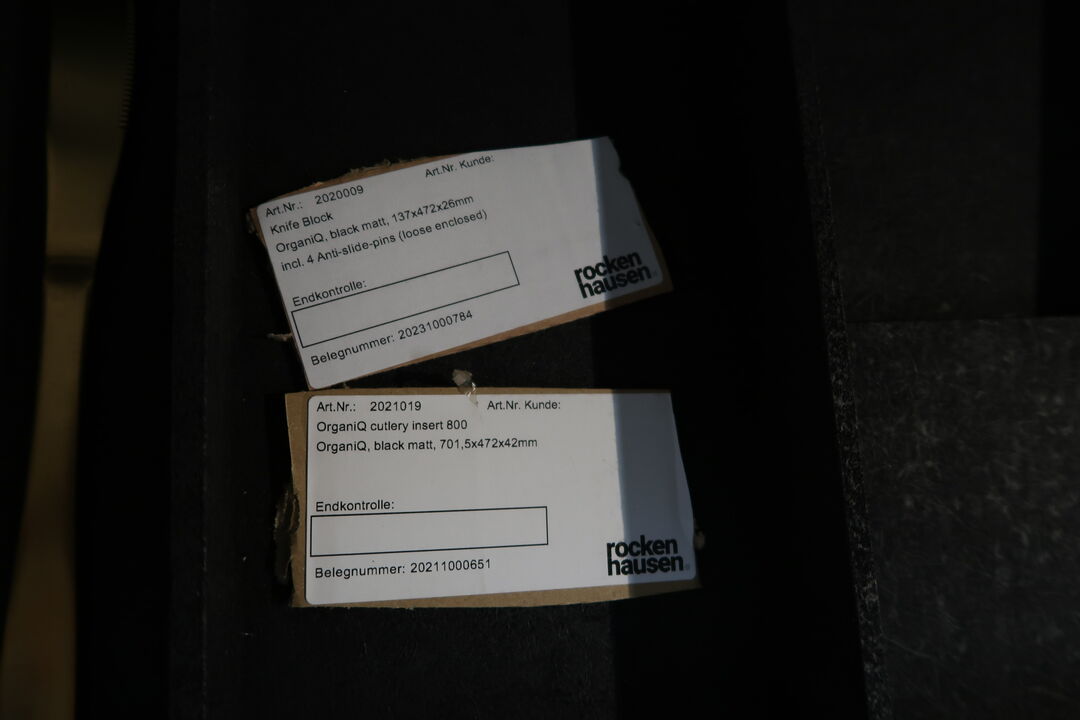 Art.Nr.: 2020009 Art.Nr. Kunde:
Knife Block
OrganiQ, black matt, 137x472x26mm
incl. 4 Anti-slide-pins (loose enclosed)
Endkontrolle:
Belegnummer: 20231000784
rocken
hausen
Art.Nr.: 2021019 Art.Nr. Kunde:
OrganiQ cutlery insert 800
OrganiQ, black matt, 701,5x472x42mm
Endkontrolle:
Belegnummer: 20211000651
rocken
hausen